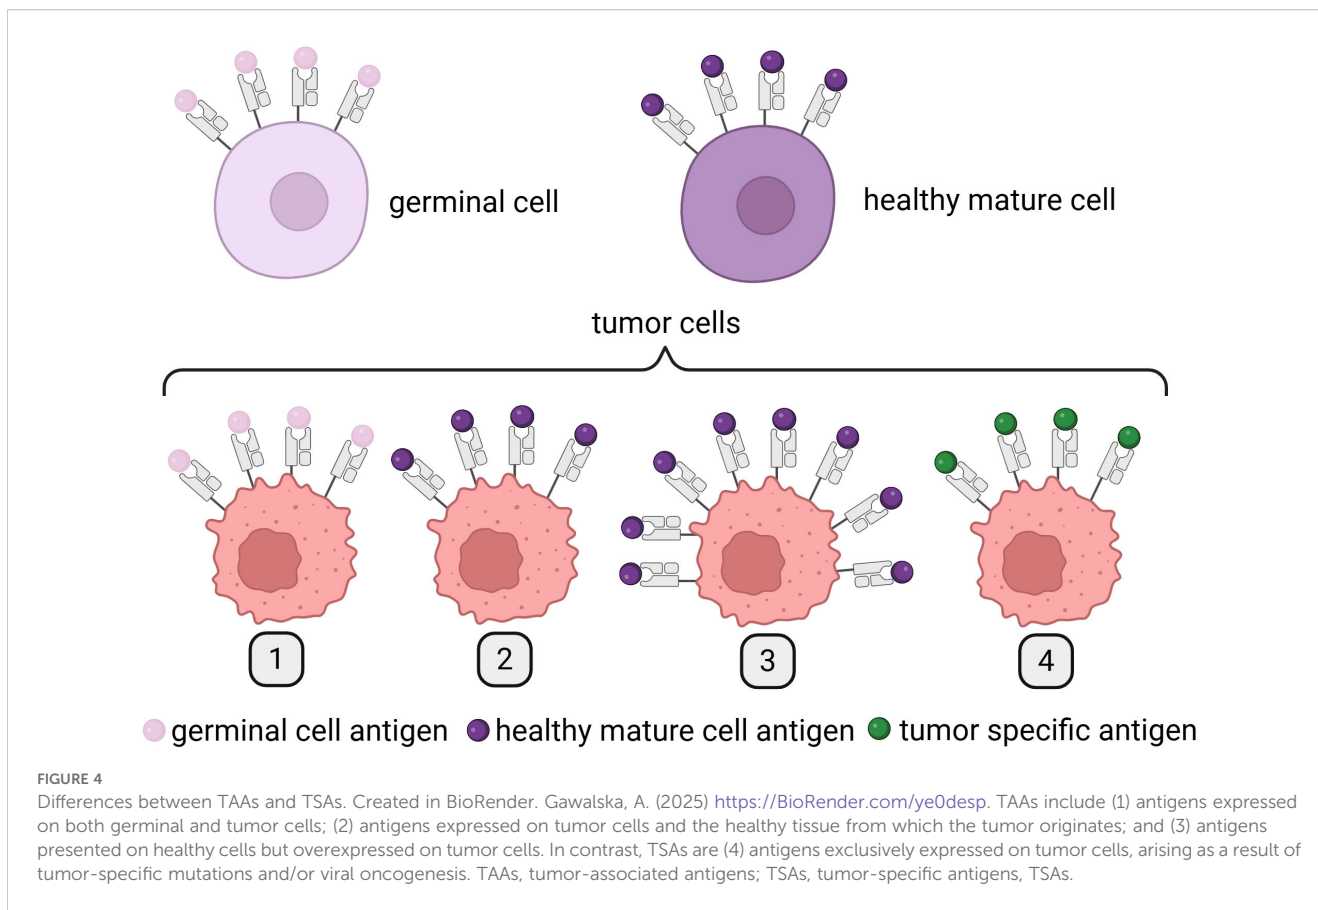 germinal cell
healthy mature cell
tumor cells
1
2
3
4
germinal cell antigen
healthy mature cell antigen
tumor specific antigen
FIGURE 4
Differences between TAAs and TSAs. Created in BioRender. Gawalska, A. (2025) https://BioRender.com/ye0desp. TAAs include (1) antigens expressed
on both germinal and tumor cells; (2) antigens expressed on tumor cells and the healthy tissue from which the tumor originates; and (3) antigens
presented on healthy cells but overexpressed on tumor cells. In contrast, TSAs are (4) antigens exclusively expressed on tumor cells, arising as a result of
tumor-specific mutations and/or viral oncogenesis. TAAs, tumor-associated antigens; TSAs, tumor-specific antigens, TSAs.